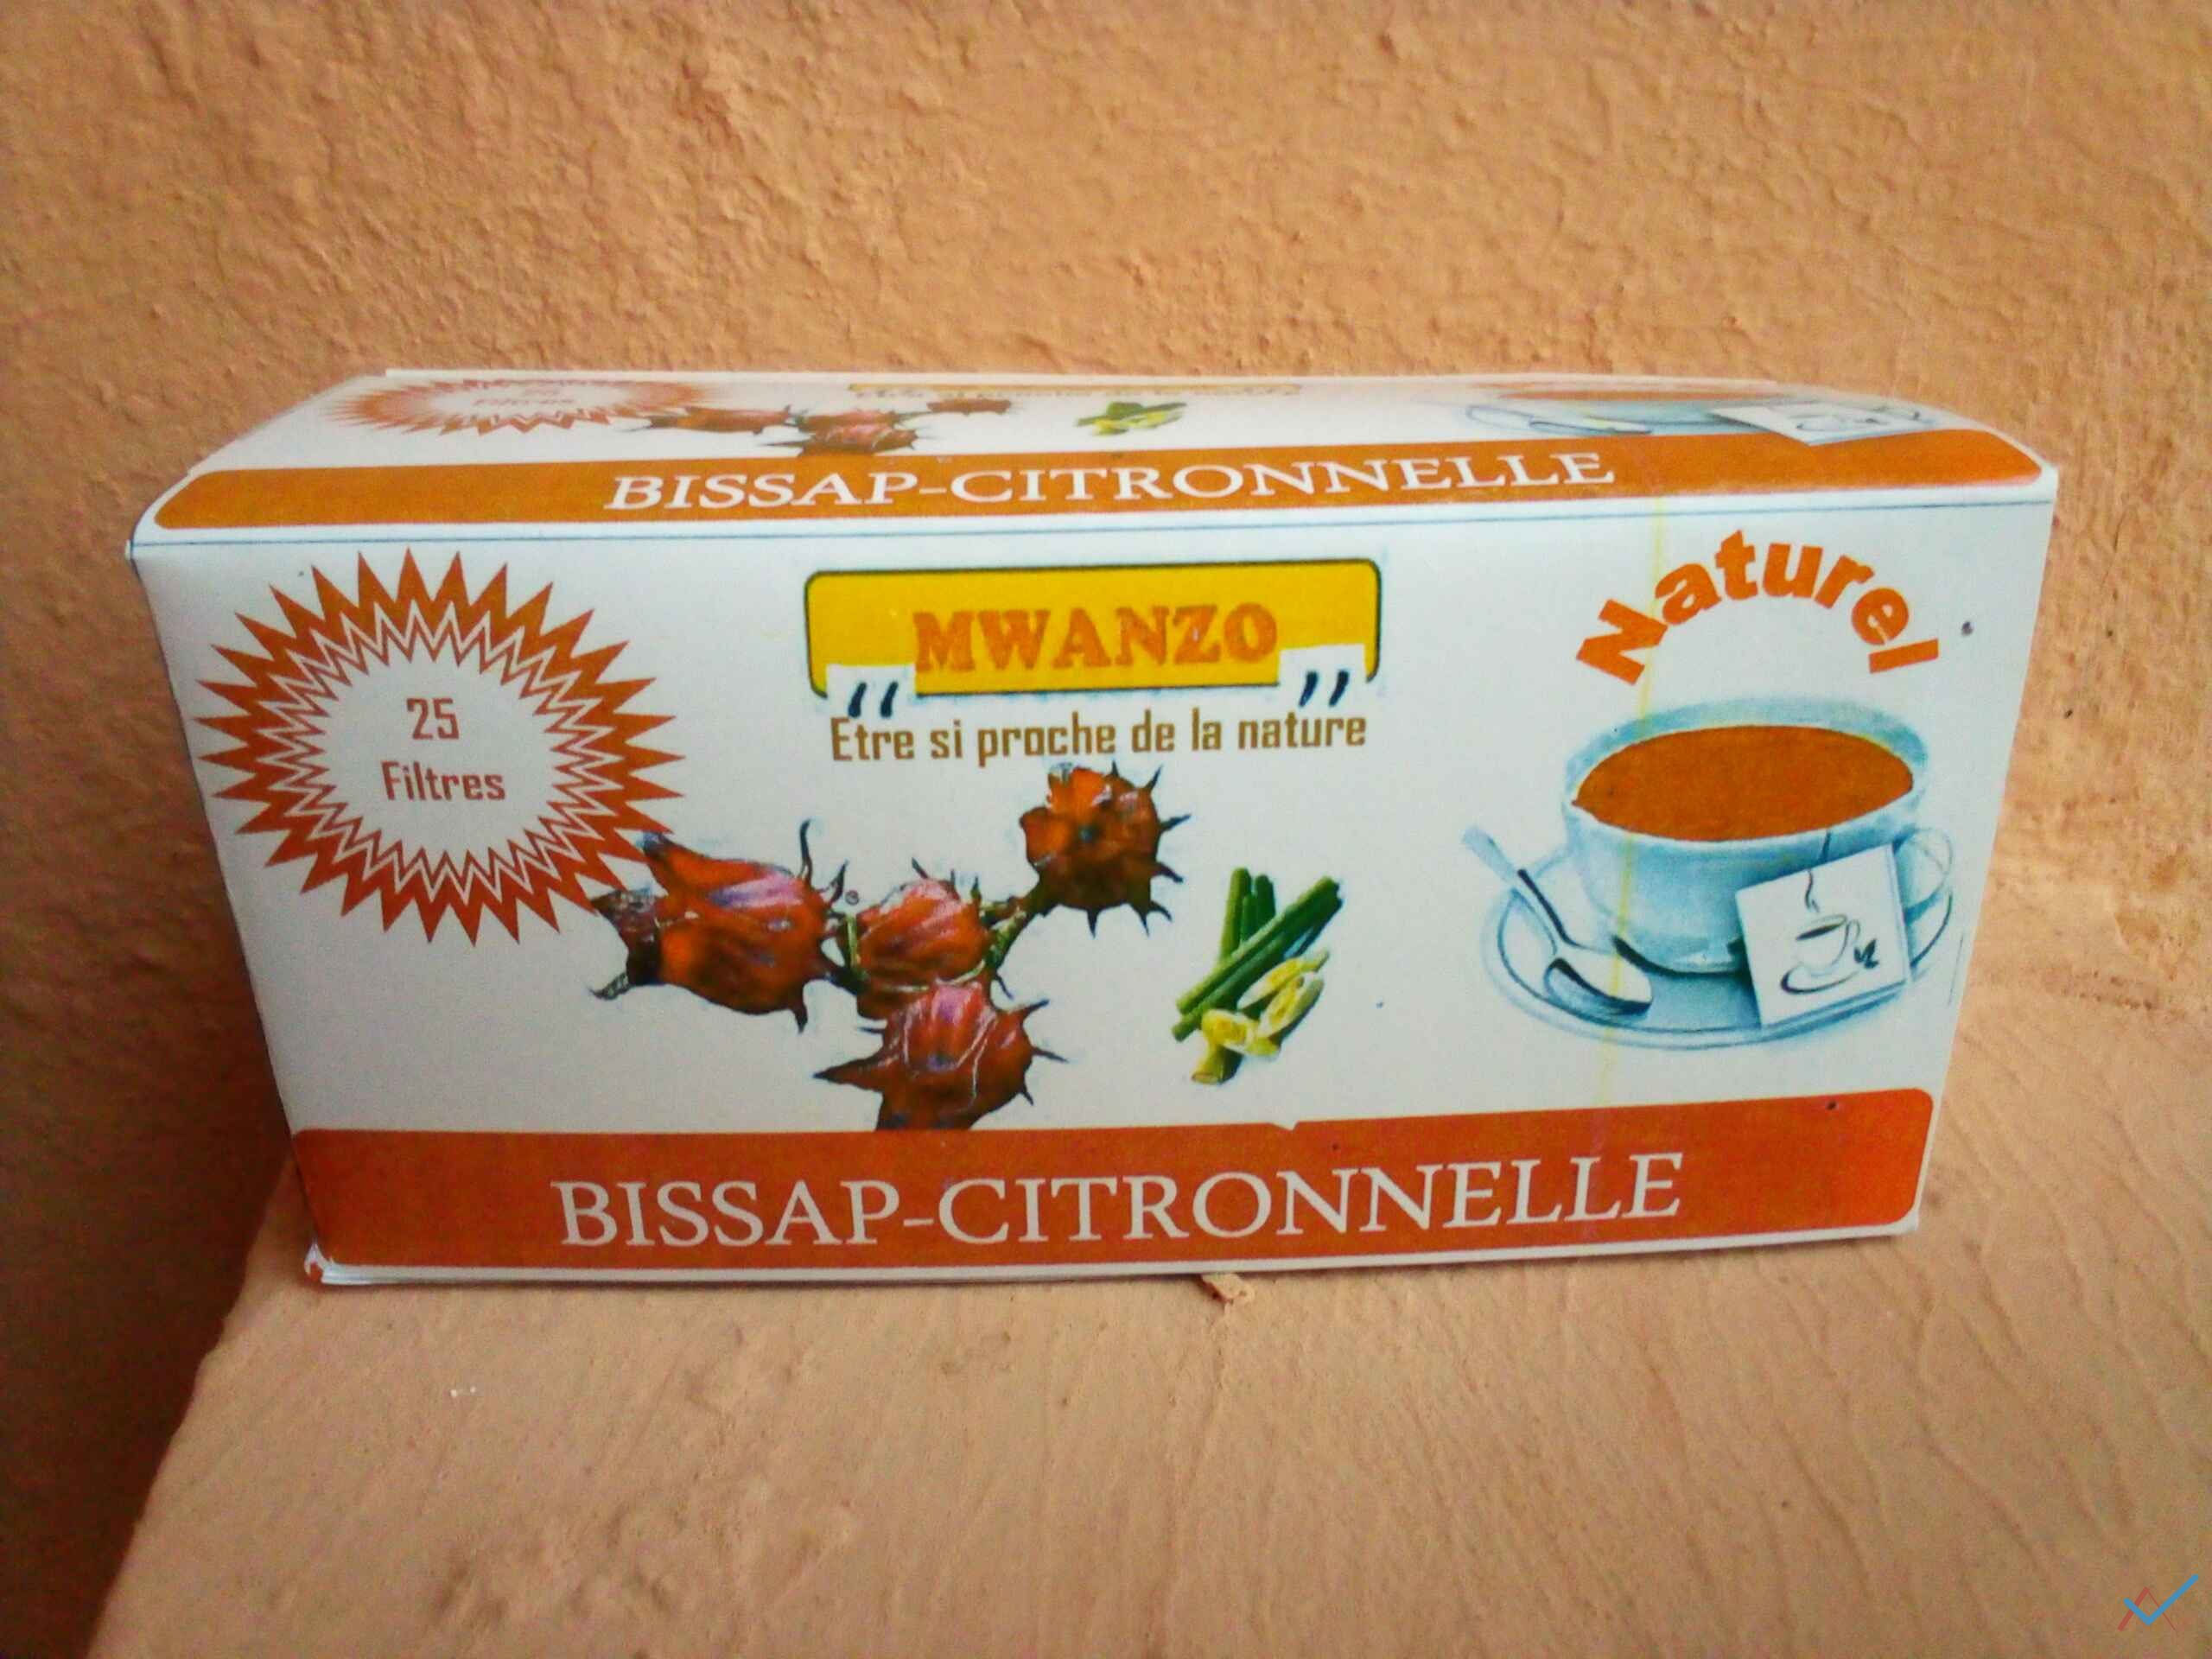 BISSAP-CITRONNELLE
25
Filtres
MWANZO
Naturel
" Etre si proche de la nature "
BISSAP-CITRONNELLE